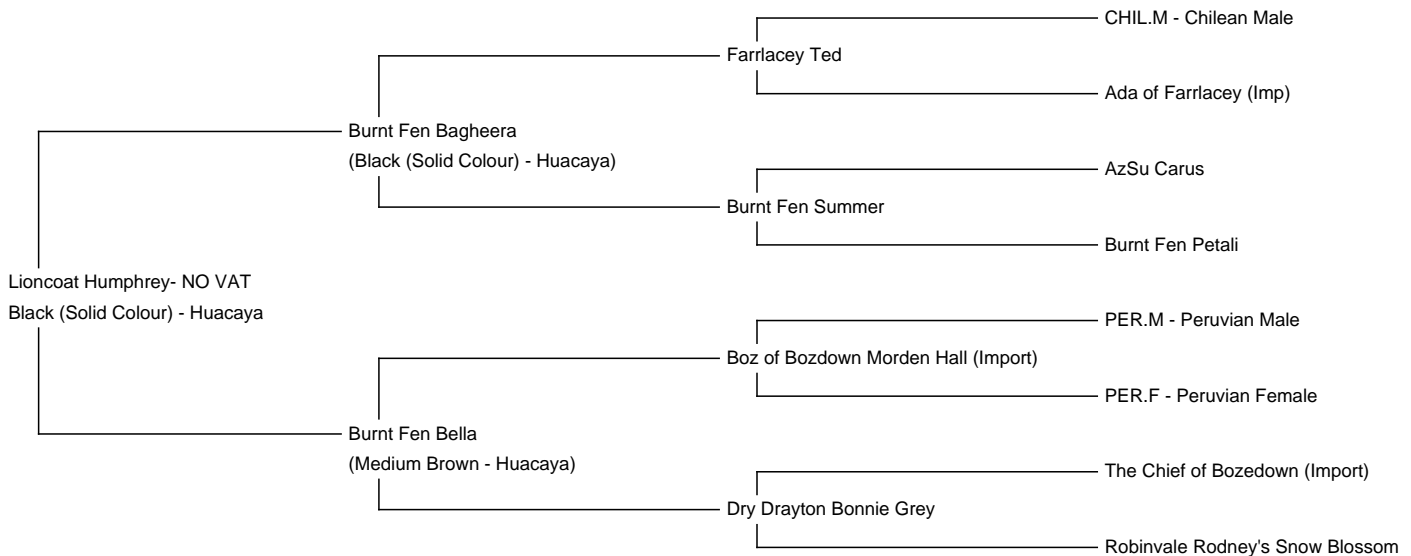 CHIL.M - Chilean Male
Farrlacey Ted
Ada of Farrlacey (Imp)
Burnt Fen Bagheera
(Black (Solid Colour) - Huacaya)
AzSu Carus
Burnt Fen Summer
Burnt Fen Petali
Lioncoat Humphrey- NO VAT
Black (Solid Colour) - Huacaya
PER.M - Peruvian Male
Boz of Bozdown Morden Hall (Import)
PER.F - Peruvian Female
Burnt Fen Bella
(Medium Brown - Huacaya)
The Chief of Bozedown (Import)
Dry Drayton Bonnie Grey
Robinvale Rodney's Snow Blossom